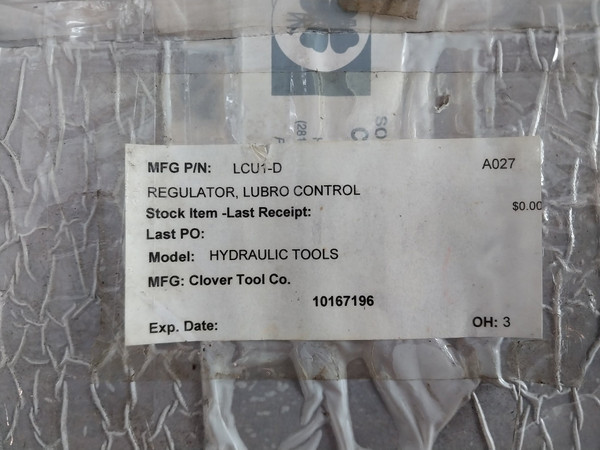 MFG P/N: LCU1-D A027
REGULATOR, LUBRO CONTROL
Stock Item -Last Receipt: $0.00
Last PO:
Model: HYDRAULIC TOOLS
MFG: Clover Tool Co.
10167196
Exp. Date: OH: 3